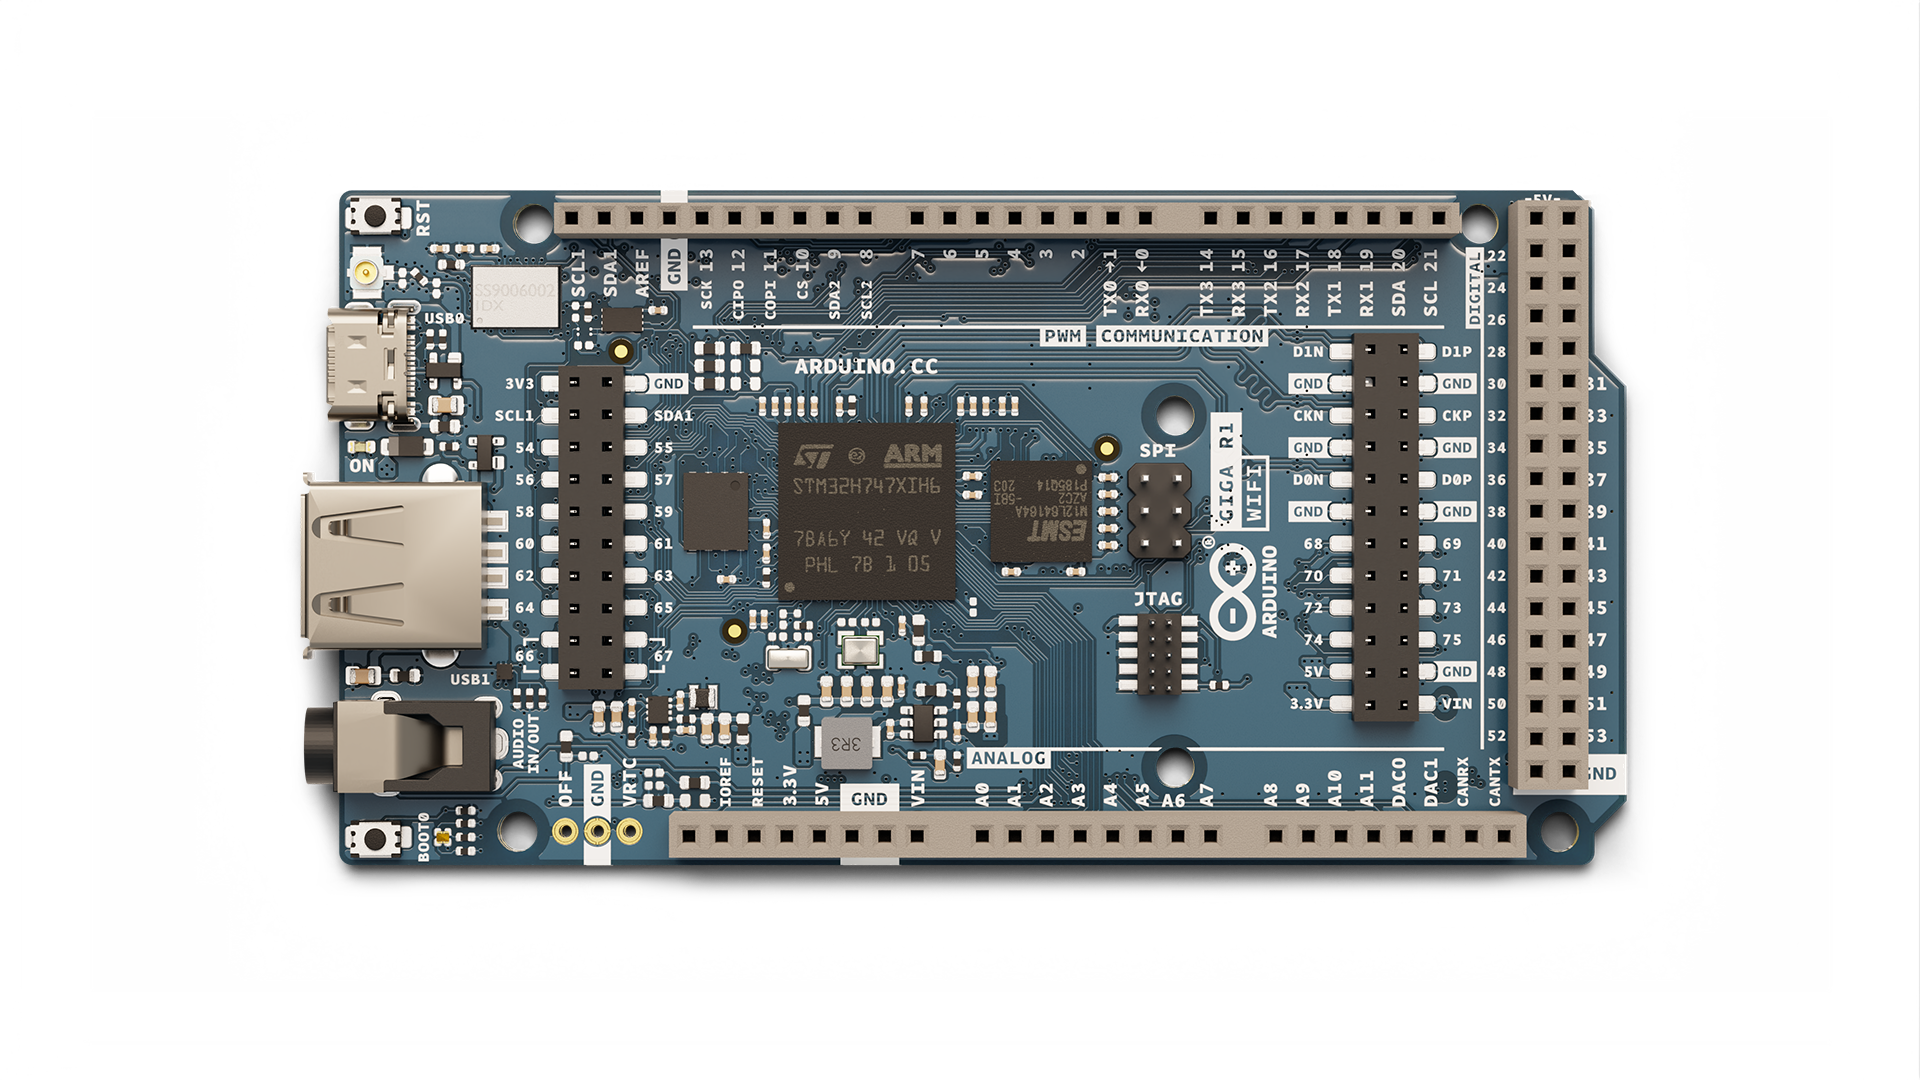 RST
USB0
ON
USB1
AUDIO
IN/OUT
BOOT0
SS9006002
IDX
SCL1
SDA1
AREF
GND
SCK 13
CIPO 12
COPI 11
CS 10
SDA2 9
SCL2 8
7
6
5
4
3
2
TX0→1
RX0←0
TX3 14
RX3 15
TX2 16
RX2 17
TX1 18
RX1 19
SDA 20
SCL 21
PWM
COMMUNICATION
ARDUINO.CC
3V3 GND
SCL1 SDA1
54 55
56 57
58 59
60 61
62 63
64 65
66 67
ST ARM
STM32H747XIH6
7BA6Y 42 VQ V
PHL 7B 1 05
ESMT
M12L64164A
-5BI
AZC2
P185Q14 203
SPI
JTAG
GIGA R1
WIFI
®
ARDUINO
3R3
D1N D1P
GND GND
CKN CKP
GND GND
D0N D0P
GND GND
68 69
70 71
72 73
74 75
5V GND
3.3V VIN
-5V-
DIGITAL
22
24
26
28
30 31
32 33
34 35
36 37
38 39
40 41
42 43
44 45
46 47
48 49
50 51
52 53
GND
OFF
GND
VRTC
IOREF
RESET
3.3V
5V
GND
VIN
ANALOG
A0
A1
A2
A3
A4
A5
A6
A7
A8
A9
A10
A11
DAC0
DAC1
CANRX
CANTX